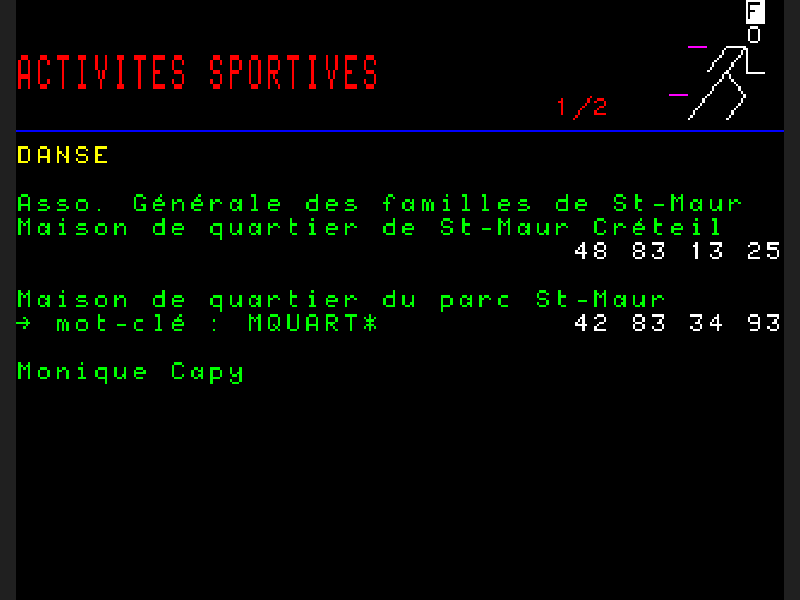 F
ACTIVITES SPORTIVES
1/2
DANSE
Asso. Générale des familles de St-Maur
Maison de quartier de St-Maur Créteil
48 83 13 25
Maison de quartier du parc St-Maur
→ mot-clé : MQUART* 42 83 34 93
Monique Capy